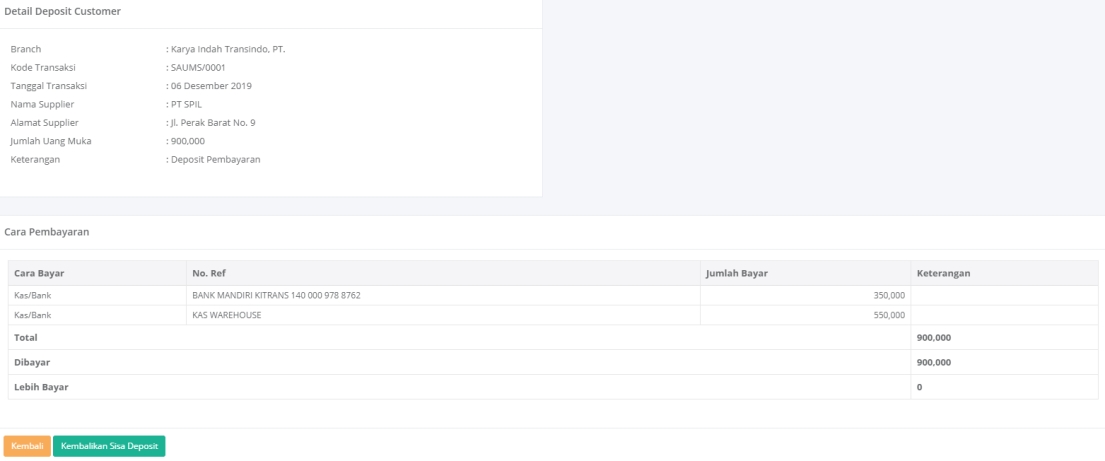 Detail Deposit Customer
Branch : Karya Indah Transindo, PT.
Kode Transaksi : SAUMS/0001
Tanggal Transaksi : 06 Desember 2019
Nama Supplier : PT SPIL
Alamat Supplier : Jl. Perak Barat No. 9
Jumlah Uang Muka : 900,000
Keterangan : Deposit Pembayaran
Cara Pembayaran
Cara Bayar No. Ref Jumlah Bayar Keterangan
Kas/Bank BANK MANDIRI KITRANS 140 000 978 8762 350,000
Kas/Bank KAS WAREHOUSE 550,000
Total 900,000
Dibayar 900,000
Lebih Bayar 0
Kembali Kembalikan Sisa Deposit